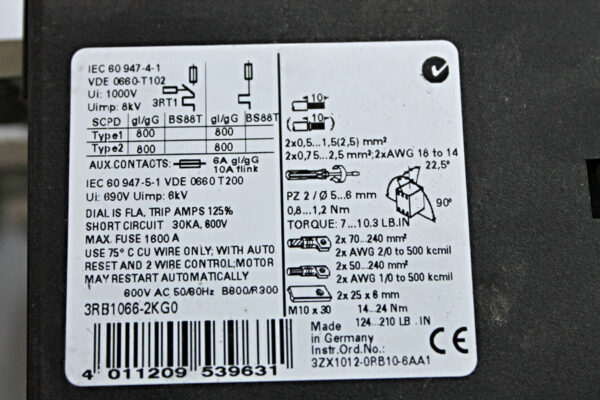 IEC 60 947-4-1
VDE 0660-T102
Ui: 1000V
Uimp: 8kV 3RT1
SCPD gl/gG BS88T gl/gG BS88T
Type1 800 800
Type2 800 800
AUX.CONTACTS: 6A gl/gG
10A flink
IEC 60 947-5-1 VDE 0660 T200
Ui: 690V Uimp: 6kV
DIAL IS FLA, TRIP AMPS 125%
SHORT CIRCUIT 30KA, 600V
MAX. FUSE 1600 A
USE 75° C CU WIRE ONLY; WITH AUTO
RESET AND 2 WIRE CONTROL;MOTOR
MAY RESTART AUTOMATICALLY
600V AC 50/60Hz B600/R300
3RB1066-2KG0
4 011209 539631
10
(10)
2x0,5...1,5(2,5) mm²
2x0,75...2,5 mm²;2xAWG 18 to 14
22,5°
90°
PZ 2 / Ø 5...6 mm
0,8...1,2 Nm
TORQUE: 7...10.3 LB.IN
2x 70...240 mm²
2x AWG 2/0 to 500 kcmil
2x 50...240 mm²
2x AWG 1/0 to 500 kcmil
2x 25 x 6 mm
M10 x 30 14...24 Nm
124...210 LB .IN
Made
in Germany
Instr.Ord.No.:
3ZX1012-0RB10-6AA1
CE